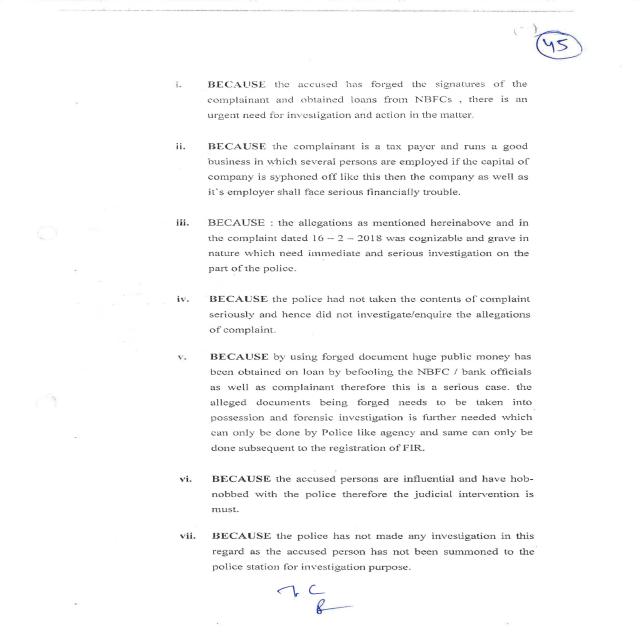 45
i. BECAUSE the accused has forged the signatures of the
complainant and obtained loans from NBFCs , there is an
urgent need for investigation and action in the matter.
ii. BECAUSE the complainant is a tax payer and runs a good
business in which several persons are employed if the capital of
company is syphoned off like this then the company as well as
it`s employer shall face serious financially trouble.
iii. BECAUSE : the allegations as mentioned hereinabove and in
the complaint dated 16 – 2 – 2018 was cognizable and grave in
nature which need immediate and serious investigation on the
part of the police.
iv. BECAUSE the police had not taken the contents of complaint
seriously and hence did not investigate/enquire the allegations
of complaint.
v. BECAUSE by using forged document huge public money has
been obtained on loan by befooling the NBFC / bank officials
as well as complainant therefore this is a serious case. the
alleged documents being forged needs to be taken into
possession and forensic investigation is further needed which
can only be done by Police like agency and same can only be
done subsequent to the registration of FIR.
vi. BECAUSE the accused persons are influential and have hob-
nobbed with the police therefore the judicial intervention is
must.
vii. BECAUSE the police has not made any investigation in this
regard as the accused person has not been summoned to the
police station for investigation purpose.